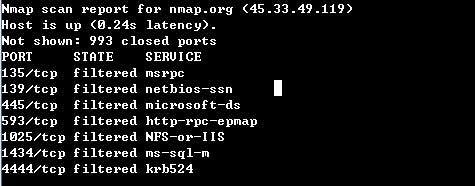 Nmap scan report for nmap.org (45.33.49.119)
Host is up (0.24s latency).
Not shown: 993 closed ports
PORT     STATE    SERVICE
135/tcp  filtered msrpc
139/tcp  filtered netbios-ssn
445/tcp  filtered microsoft-ds
593/tcp  filtered http-rpc-epmap
1025/tcp filtered NFS-or-IIS
1434/tcp filtered ms-sql-m
4444/tcp filtered krb524